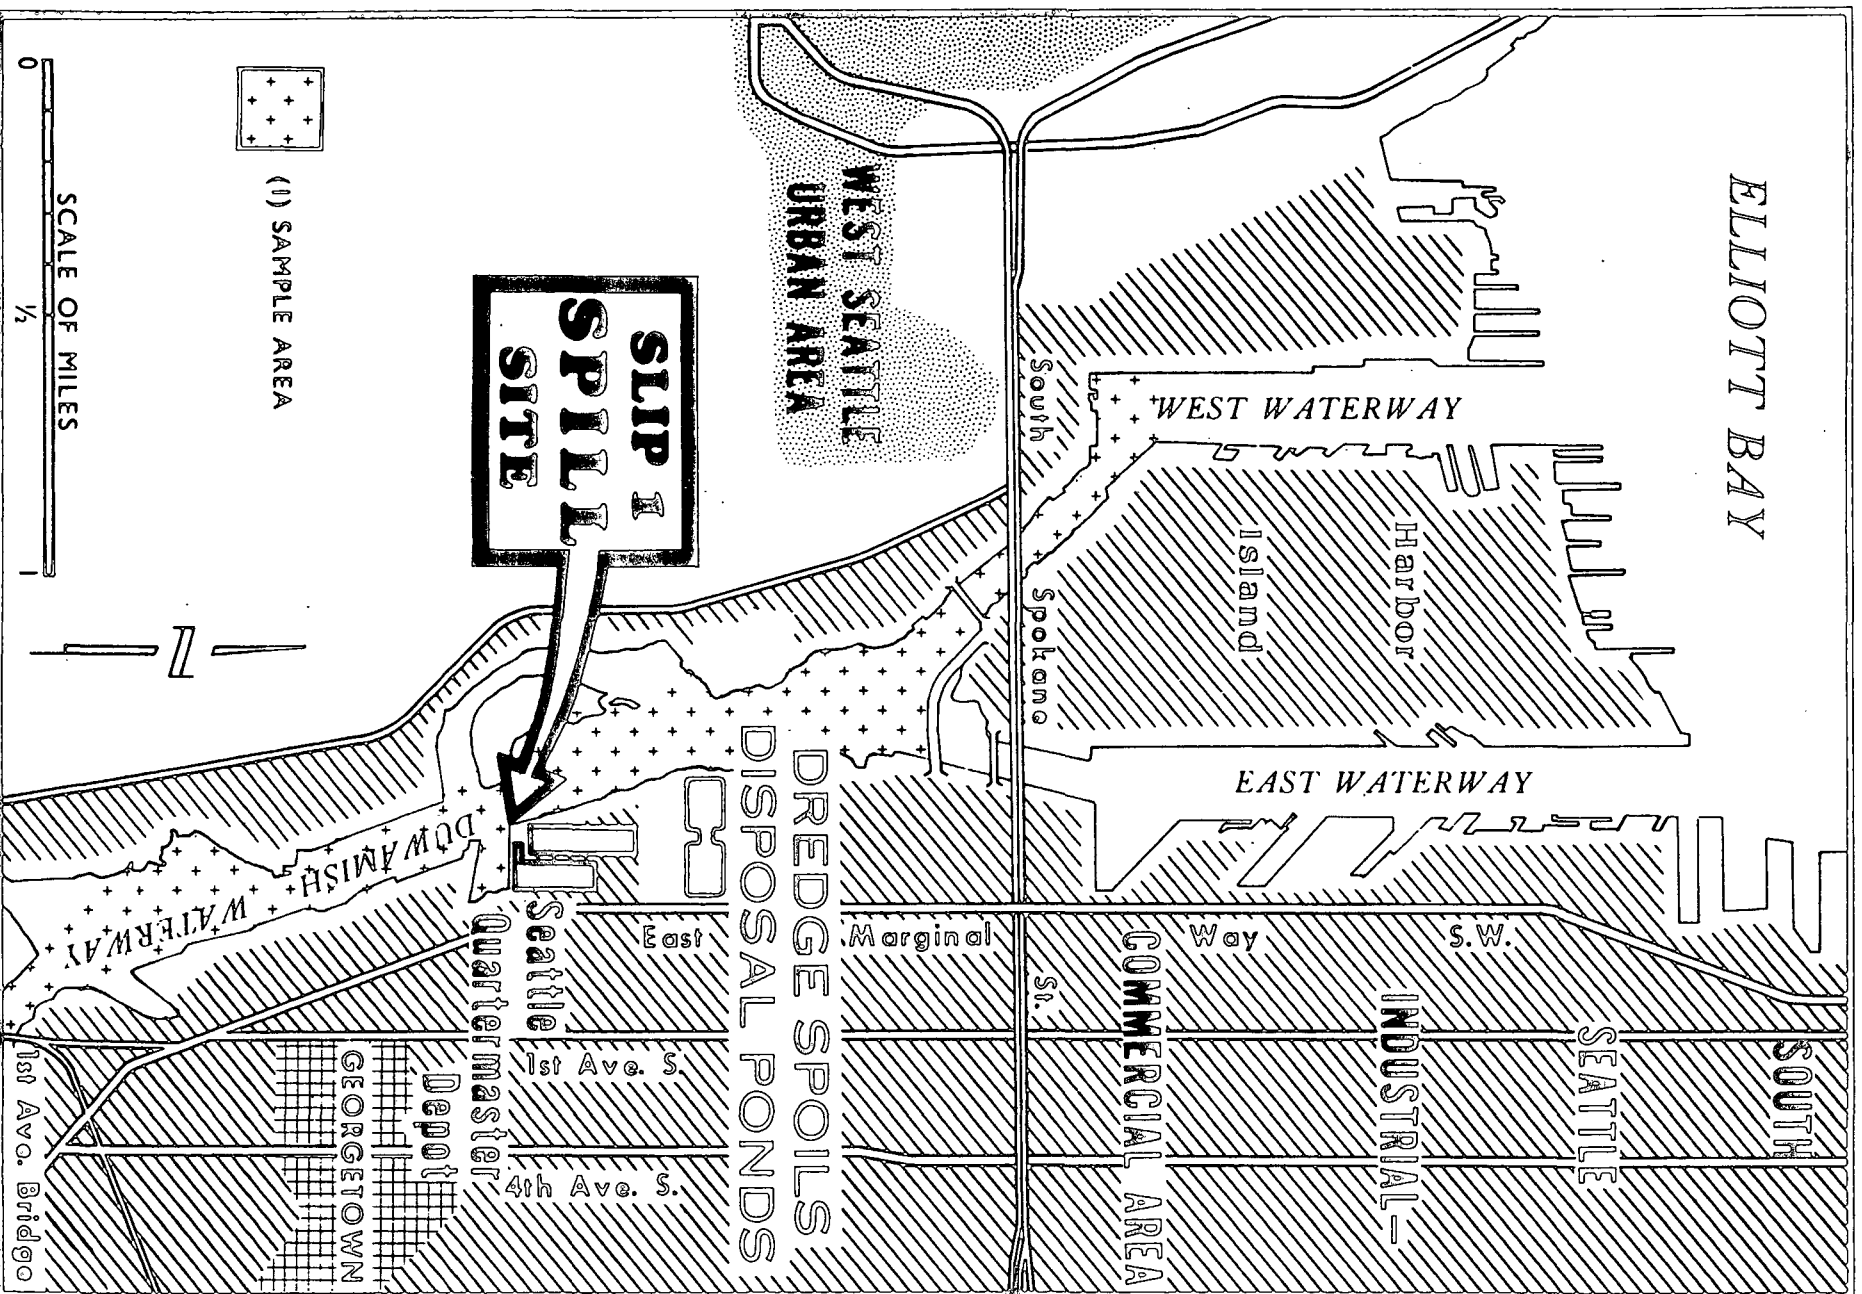 ELLIOTT BAY
WEST WATERWAY
EAST WATERWAY
Harbor
Island
South Spokane St.
SOUTH
SEATTLE
INDUSTRIAL—
COMMERCIAL AREA
East Marginal Way S.W.
WEST SEATTLE
URBAN AREA
DREDGE SPOILS
DISPOSAL PONDS
SLIP I
SPILL
SITE
1st Ave. S.
4th Ave. S.
Seattle
Quartermaster
Depot
GEORGETOWN
DUWAMISH
WATERWAY
1st Ave. Bridge
(II) SAMPLE AREA
N
SCALE OF MILES
0 ½ 1